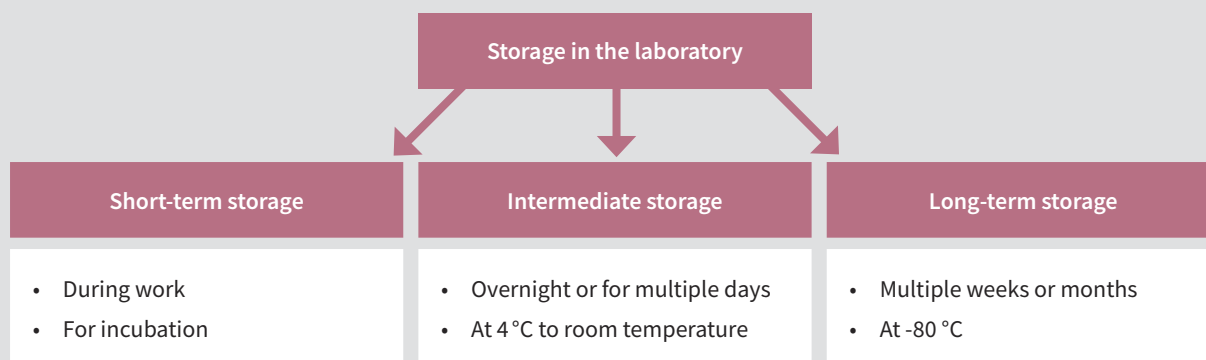 Storage in the laboratory
Short-term storage
• During work
• For incubation
Intermediate storage
• Overnight or for multiple days
• At 4 °C to room temperature
Long-term storage
• Multiple weeks or months
• At -80 °C